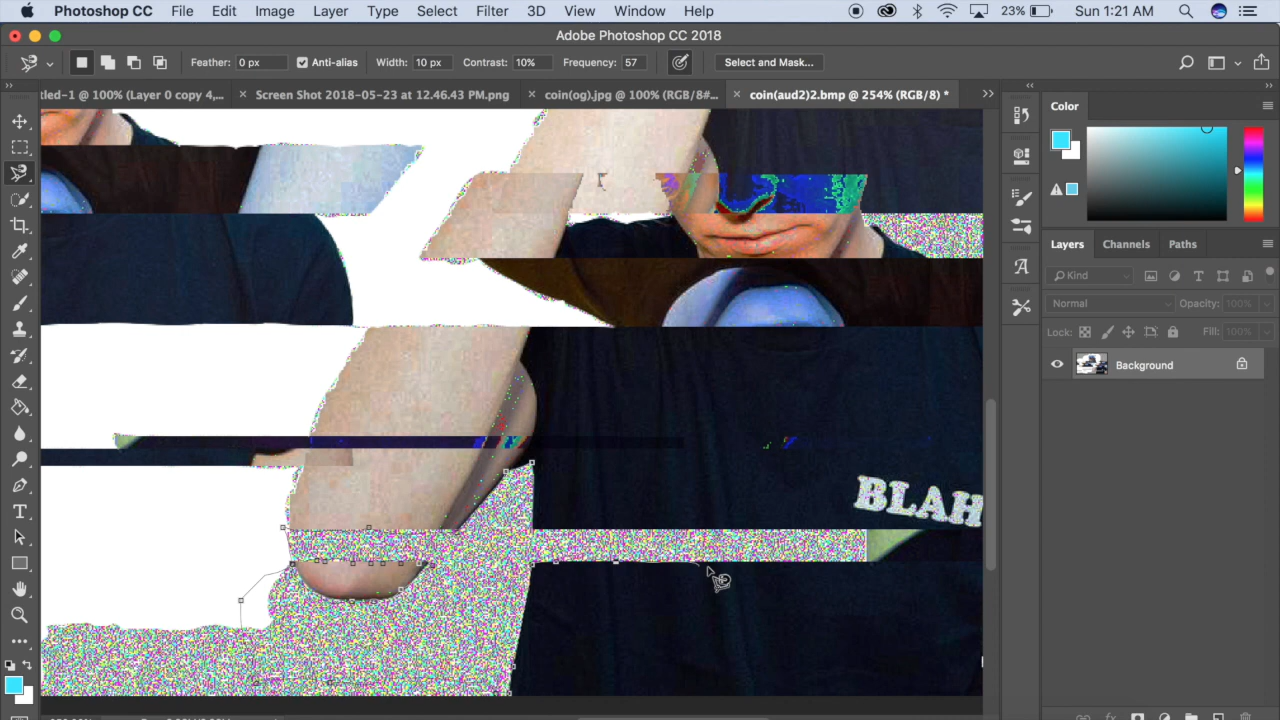 Photoshop CC File Edit Image Layer Type Select Filter 3D View Window Help 23% Sun 1:21 AM
Adobe Photoshop CC 2018
Feather: 0 px Anti-alias Width: 10 px Contrast: 10% Frequency: 57 Select and Mask...
tled-1 @ 100% (Layer 0 copy 4,... Screen Shot 2018-05-23 at 12.46.43 PM.png coin(og).jpg @ 100% (RGB/8#... coin(aud2)2.bmp @ 254% (RGB/8) *
Color
Layers Channels Paths
Kind
Normal Opacity: 100%
Lock: Fill: 100%
Background
BLAH